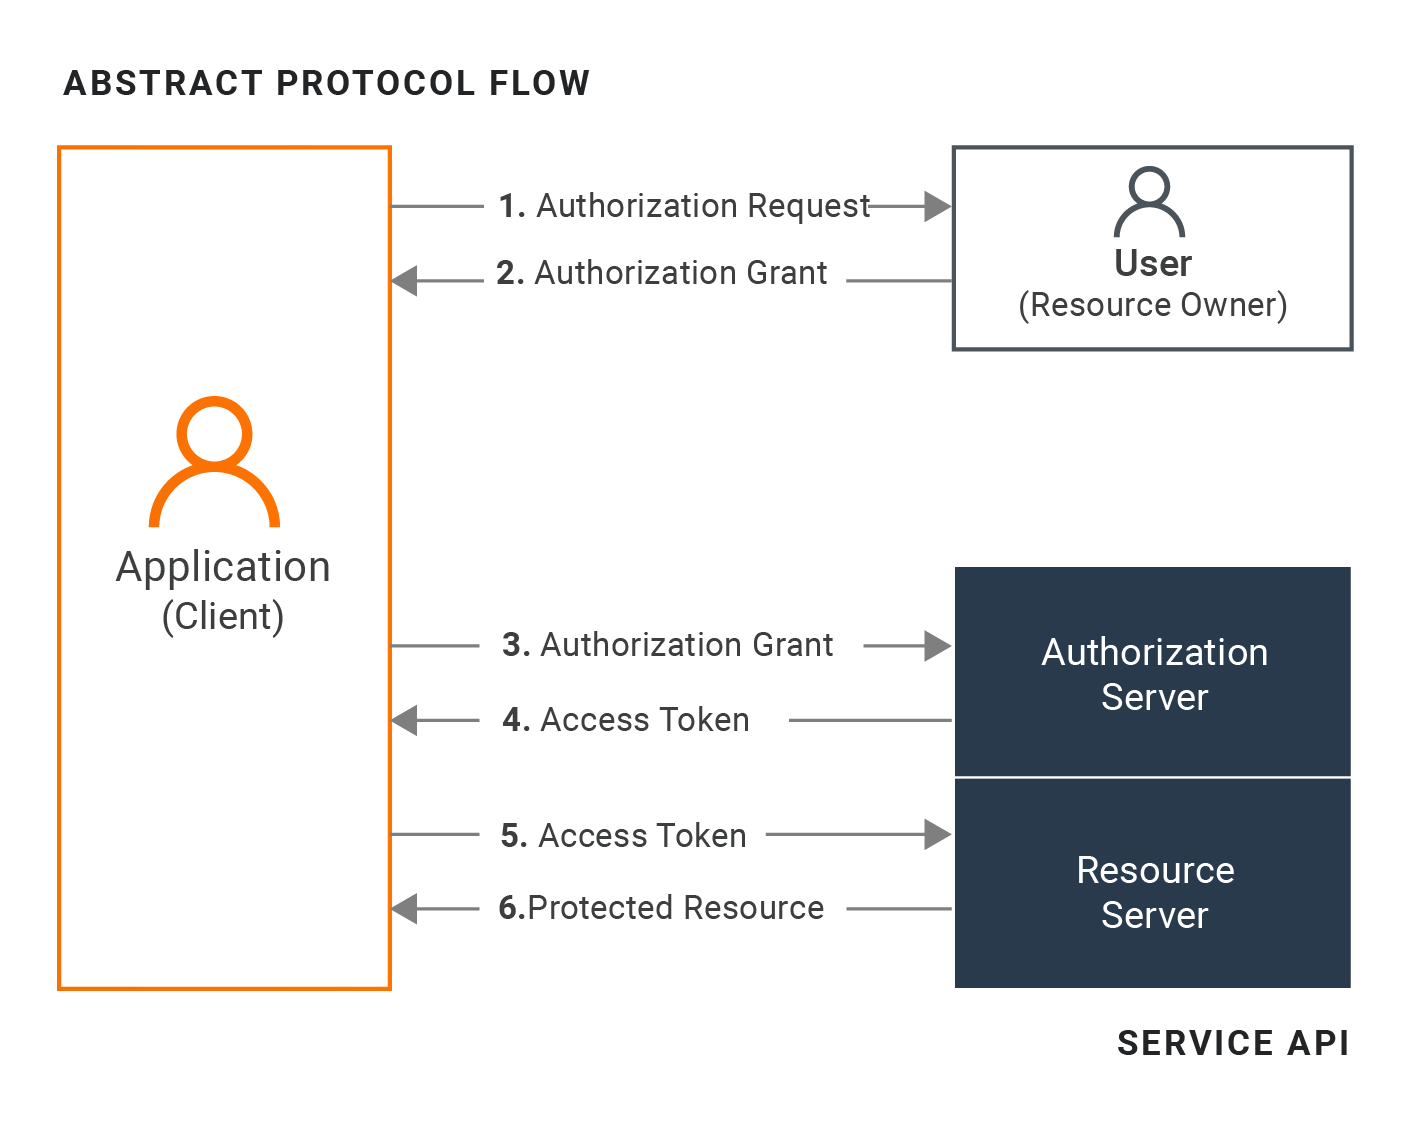 ABSTRACT PROTOCOL FLOW
1. Authorization Request
2. Authorization Grant
User
(Resource Owner)
Application
(Client)
3. Authorization Grant
4. Access Token
Authorization
Server
5. Access Token
6.Protected Resource
Resource
Server
SERVICE API